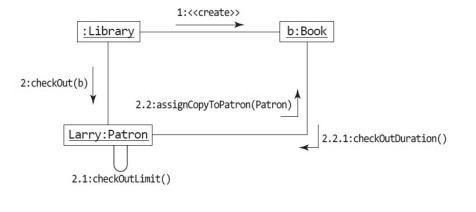 1:<<create>>
:Library
b:Book
2:checkOut(b)
2.2:assignCopyToPatron(Patron)
Larry:Patron
2.2.1:checkOutDuration()
2.1:checkOutLimit()